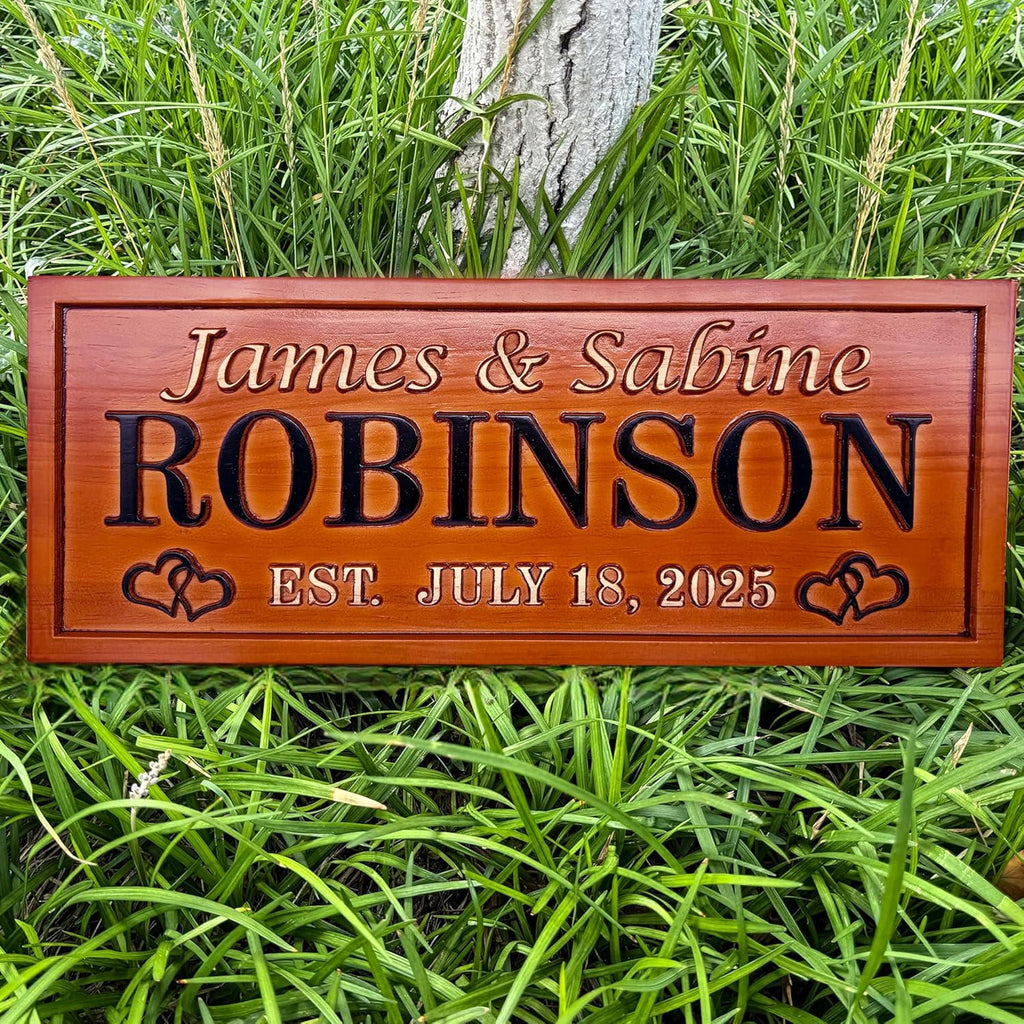 James & Sabine
ROBINSON
EST. JULY 18, 2025